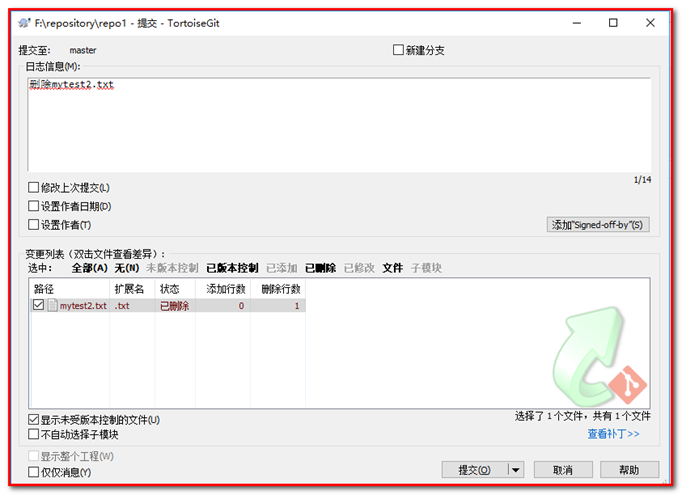 F:\repository\repo1 - 提交 - TortoiseGit
提交至: master 新建分支
日志信息(M):
删除mytest2.txt
1/14
修改上次提交(L)
设置作者日期(D)
设置作者(T) 添加"Signed-off-by"(S)
变更列表（双击文件查看差异）:
选中: 全部(A) 无(N) 未版本控制 已版本控制 已添加 已删除 已修改 文件 子模块
路径 扩展名 状态 添加行数 删除行数
mytest2.txt .txt 已删除 0 1
显示未受版本控制的文件(U) 选择了 1 个文件，共有 1 个文件
不自动选择子模块 查看补丁>>
显示整个工程(W)
仅仅消息(Y) 提交(O) 取消 帮助